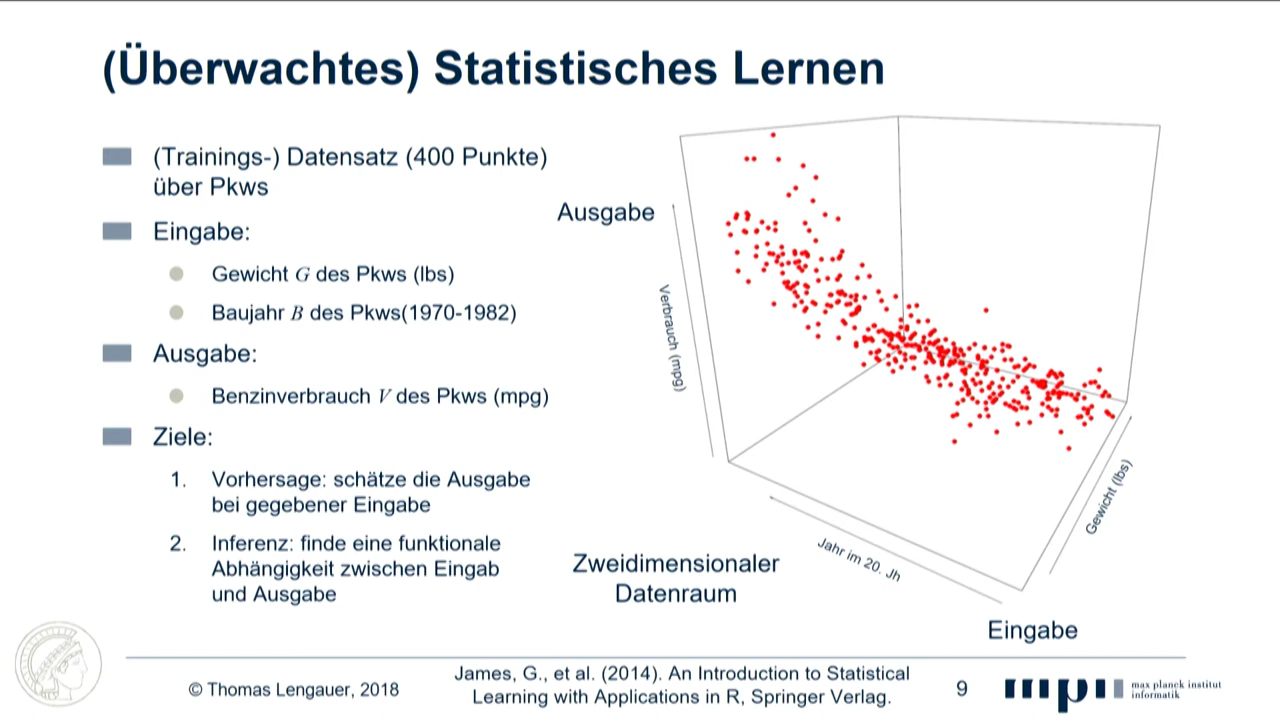 (Überwachtes) Statistisches Lernen
(Trainings-) Datensatz (400 Punkte)
über Pkws
Eingabe:
Gewicht G des Pkws (lbs)
Baujahr B des Pkws(1970-1982)
Ausgabe:
Benzinverbrauch V des Pkws (mpg)
Ziele:
1. Vorhersage: schätze die Ausgabe
bei gegebener Eingabe
2. Inferenz: finde eine funktionale
Abhängigkeit zwischen Eingab
und Ausgabe
Ausgabe
Verbrauch (mpg)
Jahr im 20. Jh
Gewicht (lbs)
Zweidimensionaler
Datenraum
Eingabe
© Thomas Lengauer, 2018
James, G., et al. (2014). An Introduction to Statistical
Learning with Applications in R, Springer Verlag.
9
max planck institut
informatik